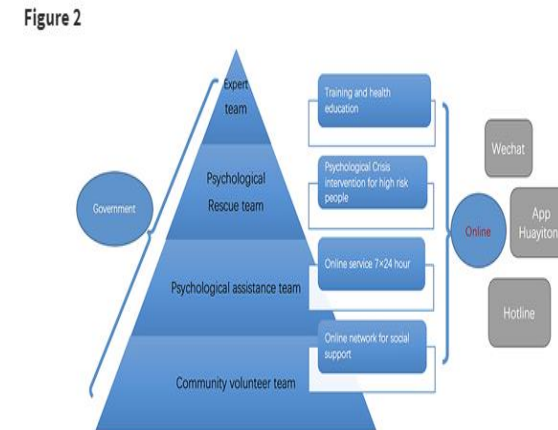 Figure 2
Expert
team
Psychological
Rescue team
Psychological assistance team
Community volunteer team
Government
Training and health
education
Psychological Crisis
intervention for high risk
people
Online service 7×24 hour
Online network for social
support
Online
Wechat
App
Huayiton
Hotline